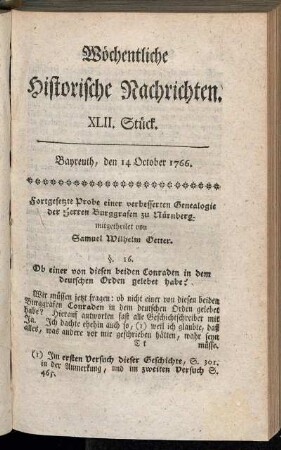 Wöchentliche
Historische Nachrichten.
XLII. Stück.
Bayreuth, den 14 October 1766.
Fortgesetzte Probe einer verbesserten Genealogie
der Herren Burggrafen zu Nürnberg.
mitgetheilet von
Samuel Wilhelm Oetter.
§. 16.
Ob einer von diesen beiden Conraden in dem
deutschen Orden gelebet habe?
Wir müssen jetzt fragen: ob nicht einer von diesen beiden
Burggrafen Conraden in dem deutschen Orden gelebet
habe? Hierauf antworten fast alle Geschichtschreiber mit
Ja. Ich dachte ehehin auch so, (1) weil ich glaubte, daß
alles, was andere vor mir geschrieben hätten, wahr seyn
T t müsse.
(1) Im ersten Versuch dieser Geschichte, S. 301.
in der Anmerkung, und im zweiten Versuch S.
465.